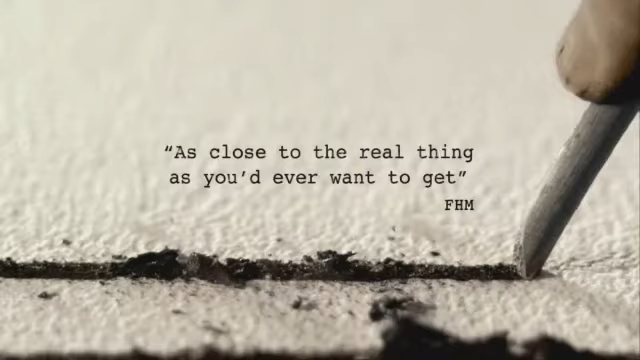 “As close to the real thing
as you’d ever want to get”
FHM